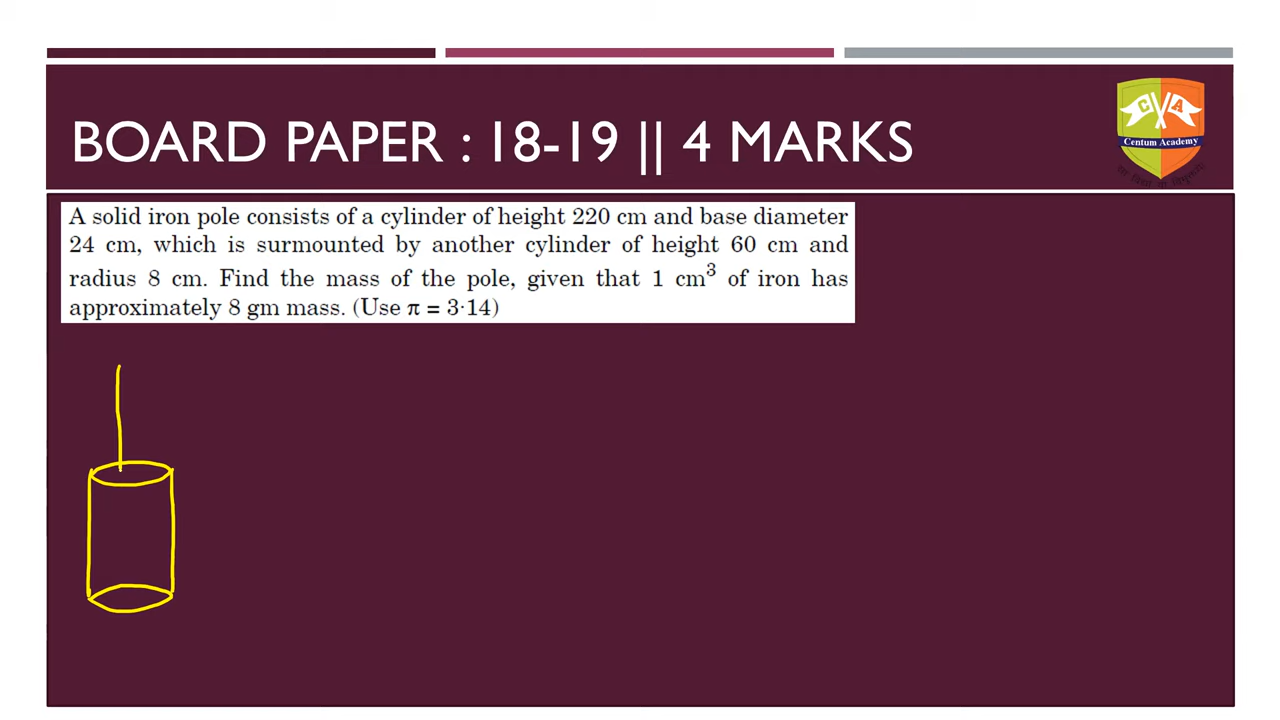 BOARD PAPER : 18-19 || 4 MARKS
C A
Centum Academy
A solid iron pole consists of a cylinder of height 220 cm and base diameter
24 cm, which is surmounted by another cylinder of height 60 cm and
radius 8 cm. Find the mass of the pole, given that 1 cm³ of iron has
approximately 8 gm mass. (Use π = 3·14)